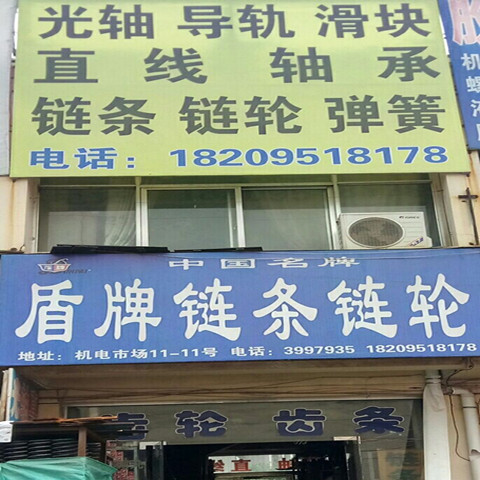 光轴 导轨 滑块
直线轴承
链条 链轮 弹簧
电话：18209518178
中国名牌
盾牌链条链轮
地址：机电市场11-11号 电话：3997935 18209518178
齿轮 齿条
机